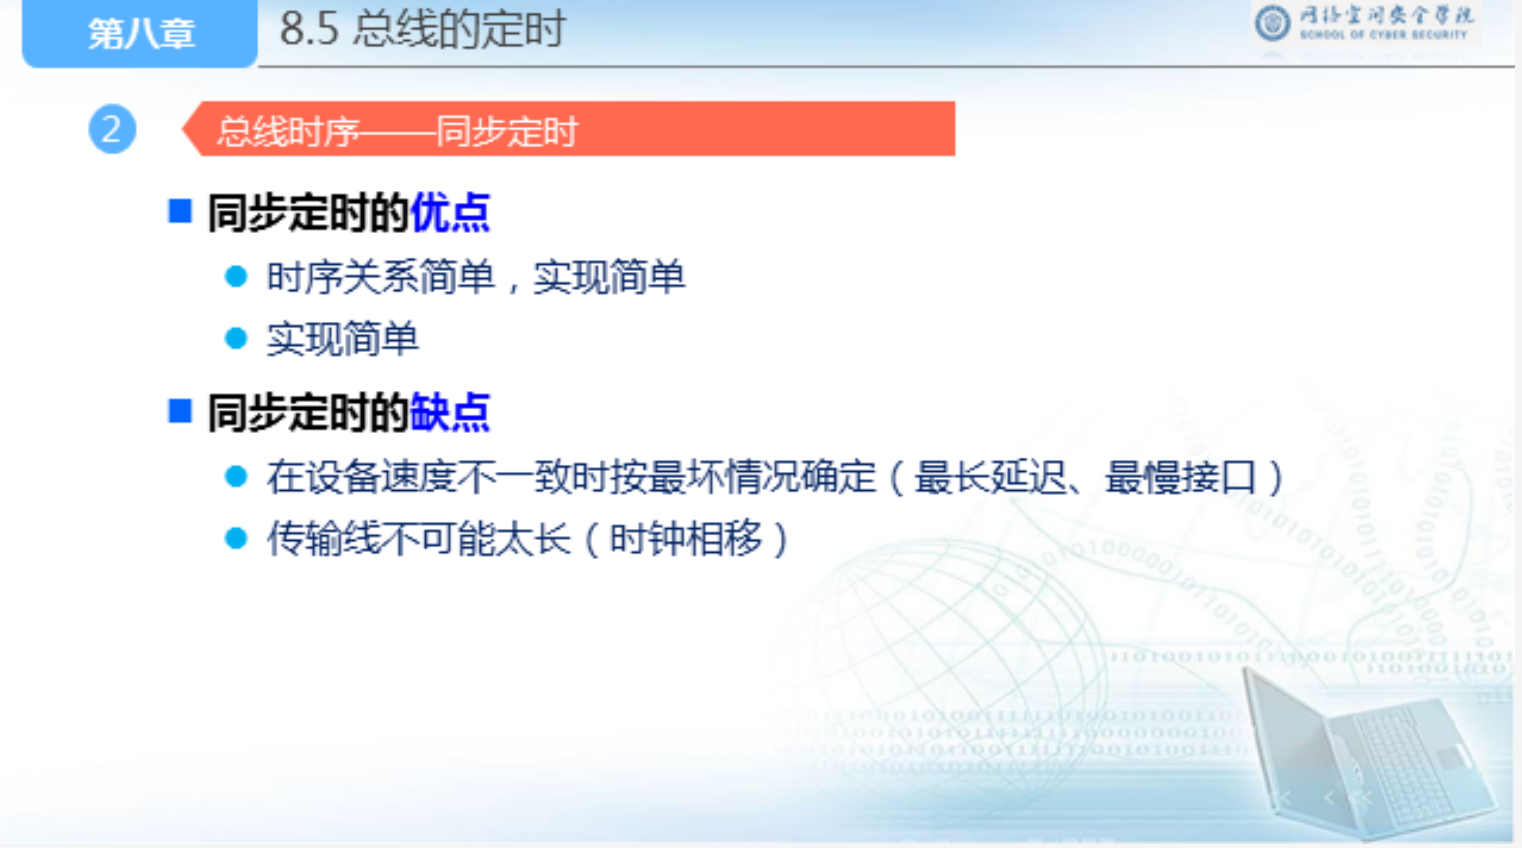 第八章
8.5 总线的定时
网络空间安全学院
SCHOOL OF CYBER SECURITY
2
总线时序——同步定时
同步定时的优点
时序关系简单，实现简单
实现简单
同步定时的缺点
在设备速度不一致时按最坏情况确定（最长延迟、最慢接口）
传输线不可能太长（时钟相移）